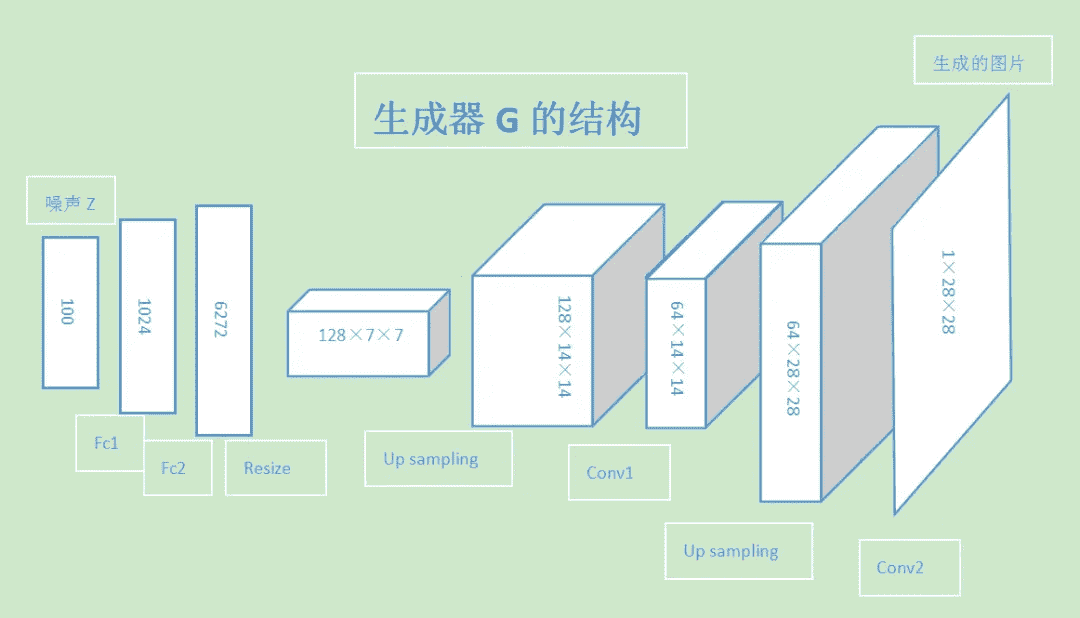 生成的图片
生成器 G 的结构
噪声 Z
100
1024
6272
128×7×7
128×14×14
64×14×14
64×28×28
1×28×28
Fc1
Fc2
Resize
Up sampling
Conv1
Up sampling
Conv2